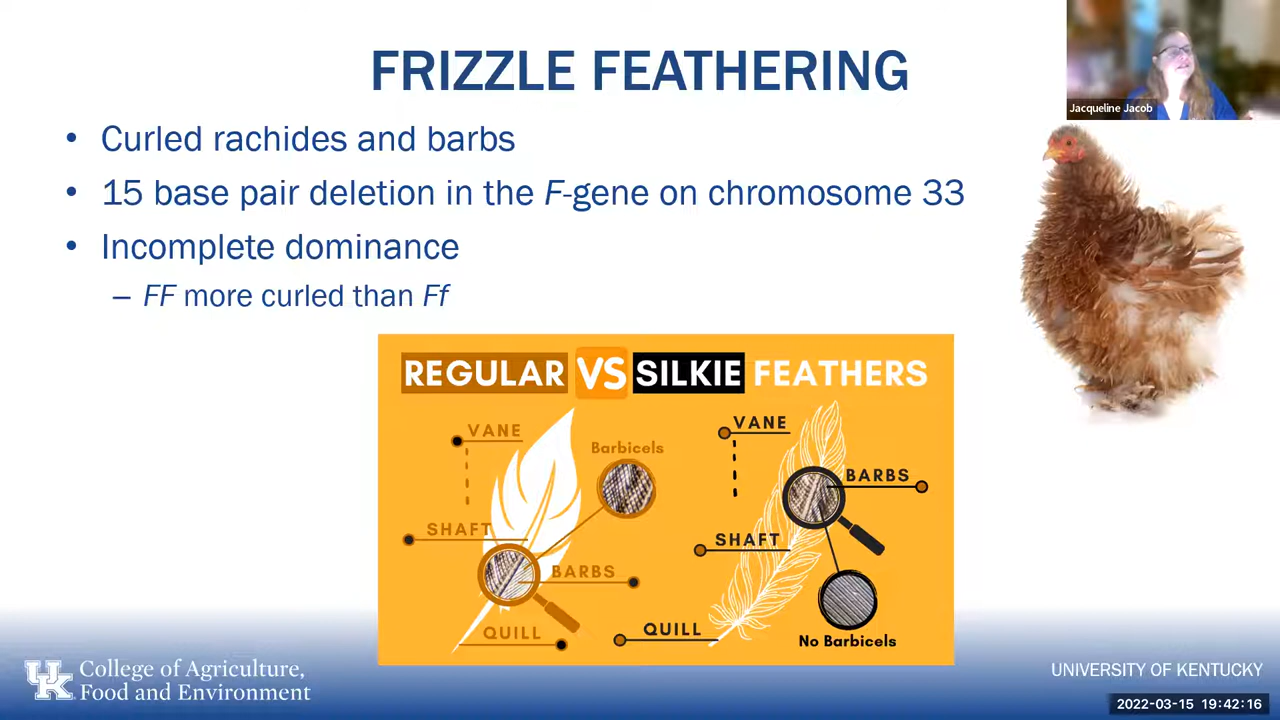 FRIZZLE FEATHERING
Jacqueline Jacob
• Curled rachides and barbs
• 15 base pair deletion in the F-gene on chromosome 33
• Incomplete dominance
– FF more curled than Ff
REGULAR VS SILKIE FEATHERS
VANE
Barbicels
SHAFT
BARBS
QUILL
VANE
BARBS
SHAFT
QUILL
No Barbicels
UK
College of Agriculture,
Food and Environment
UNIVERSITY OF KENTUCKY
2022-03-15 19:42:16